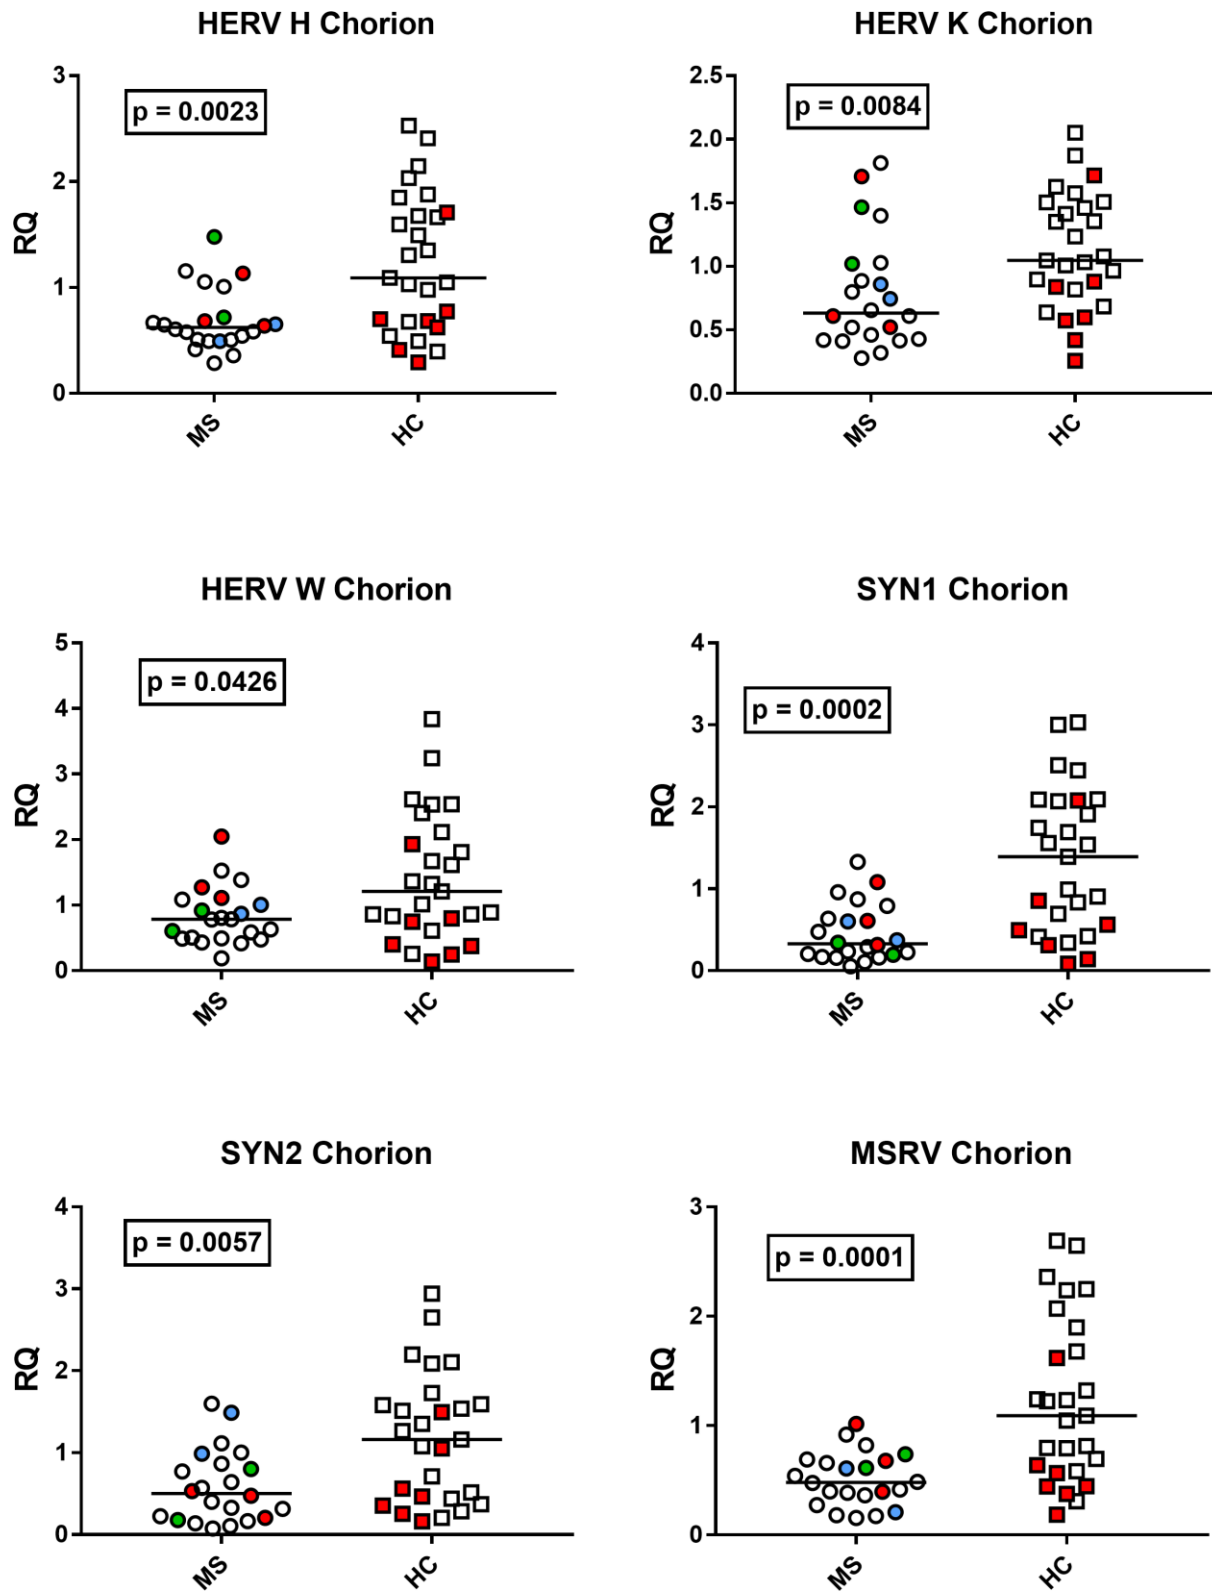 HERV H Chorion
3
2
1
0
RQ
p = 0.0023
MS
HC
HERV K Chorion
2.5
2.0
1.5
1.0
0.5
0.0
RQ
p = 0.0084
MS
HC
HERV W Chorion
5
4
3
2
1
0
RQ
p = 0.0426
MS
HC
SYN1 Chorion
4
3
2
1
0
RQ
p = 0.0002
MS
HC
SYN2 Chorion
4
3
2
1
0
RQ
p = 0.0057
MS
HC
MSRV Chorion
3
2
1
0
RQ
p = 0.0001
MS
HC